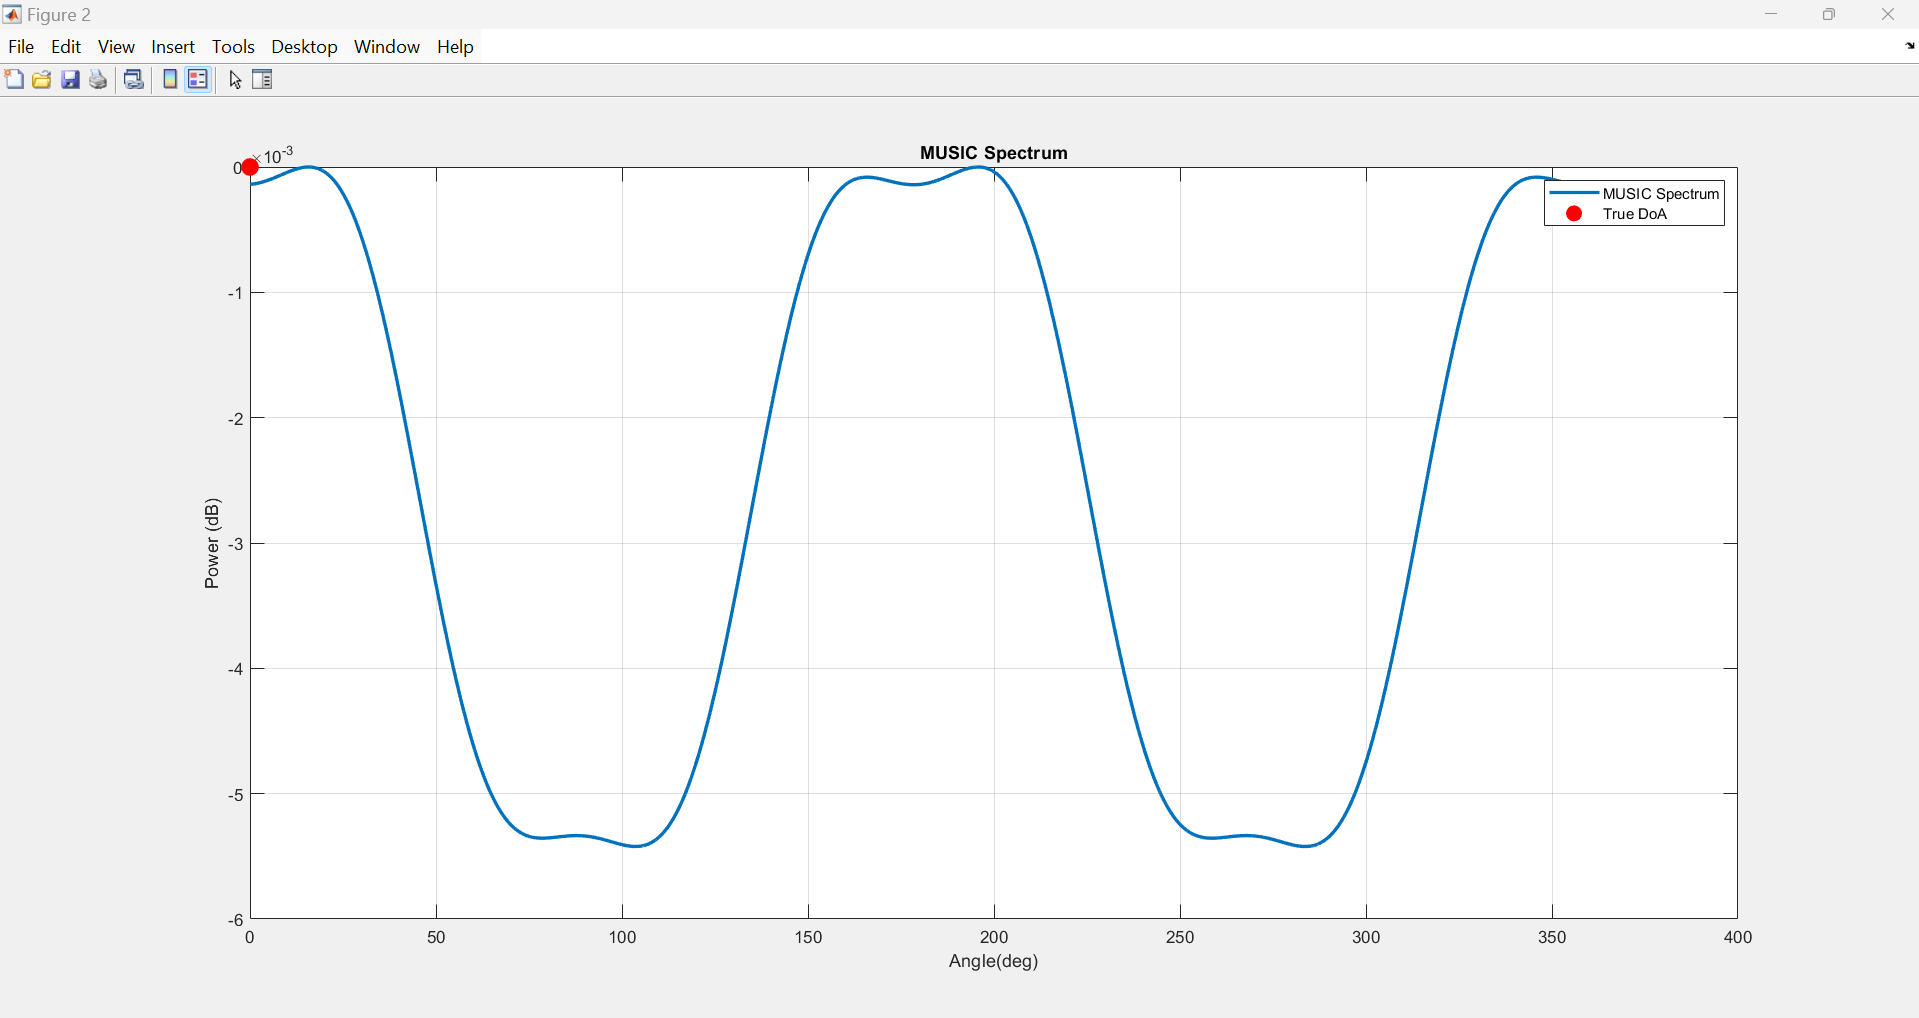 Figure 2
File Edit View Insert Tools Desktop Window Help
MUSIC Spectrum
×10-3
0
-1
-2
-3
-4
-5
-6
Power (dB)
MUSIC Spectrum
True DoA
0 50 100 150 200 250 300 350 400
Angle(deg)